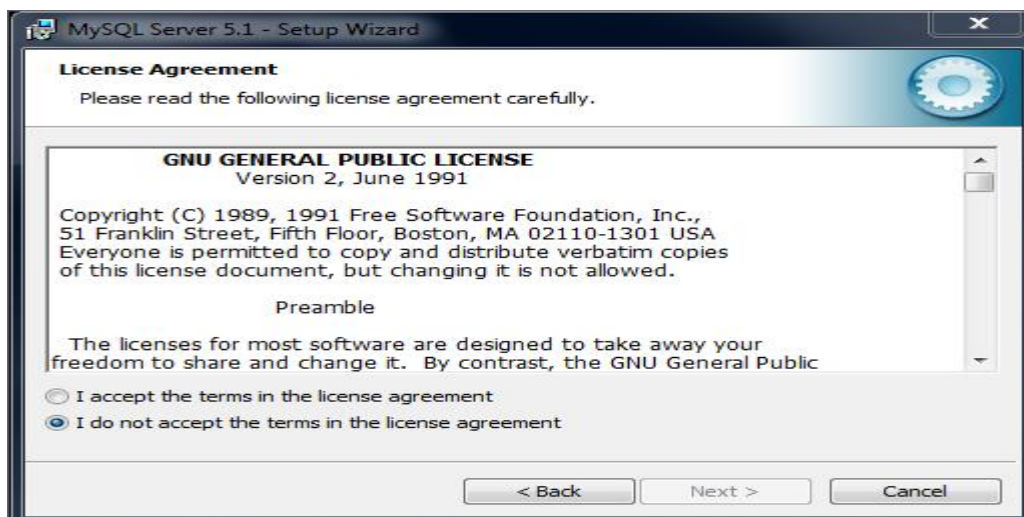 MySQL Server 5.1 - Setup Wizard
License Agreement
Please read the following license agreement carefully.
GNU GENERAL PUBLIC LICENSE
Version 2, June 1991
Copyright (C) 1989, 1991 Free Software Foundation, Inc.,
51 Franklin Street, Fifth Floor, Boston, MA 02110-1301 USA
Everyone is permitted to copy and distribute verbatim copies
of this license document, but changing it is not allowed.
Preamble
The licenses for most software are designed to take away your
freedom to share and change it. By contrast, the GNU General Public
I accept the terms in the license agreement
I do not accept the terms in the license agreement
< Back Next > Cancel